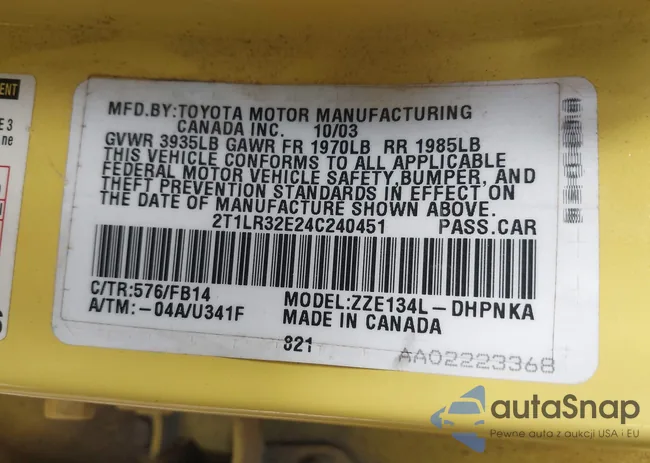 ENT
E 3
ne
MFD.BY:TOYOTA MOTOR MANUFACTURING
CANADA INC. 10/03
GVWR 3935LB GAWR FR 1970LB RR 1985LB
THIS VEHICLE CONFORMS TO ALL APPLICABLE
FEDERAL MOTOR VEHICLE SAFETY,BUMPER, AND
THEFT PREVENTION STANDARDS IN EFFECT ON
THE DATE OF MANUFACTURE SHOWN ABOVE.
2T1LR32E24C240451 PASS.CAR
C/TR:576/FB14 MODEL:ZZE134L-DHPNKA
A/TM:-04A/U341F MADE IN CANADA
821
AA02223368
autaSnap
Pewne auta z aukcji USA i EU